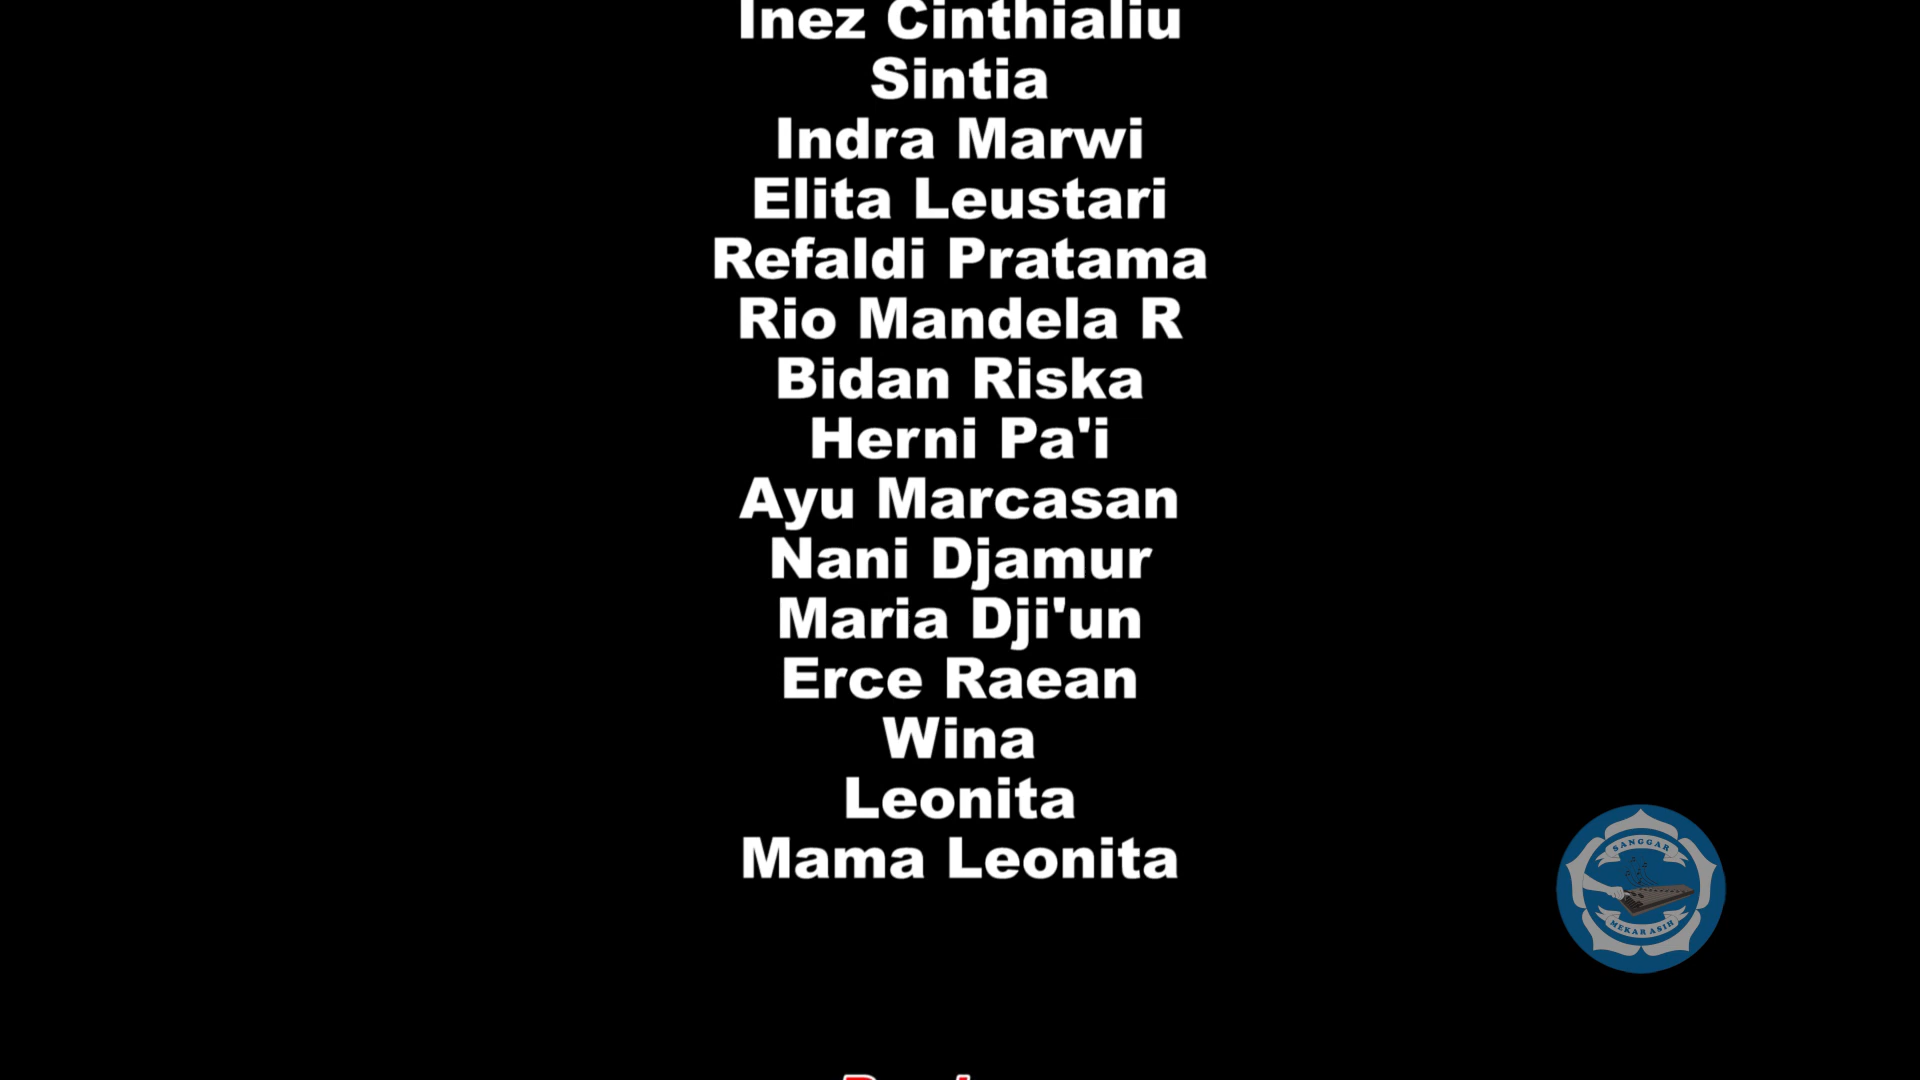 Inez Cinthialiu
Sintia
Indra Marwi
Elita Leustari
Refaldi Pratama
Rio Mandela R
Bidan Riska
Herni Pa'i
Ayu Marcasan
Nani Djamur
Maria Dji'un
Erce Raean
Wina
Leonita
Mama Leonita
SANGGAR
MEKAR ASIH